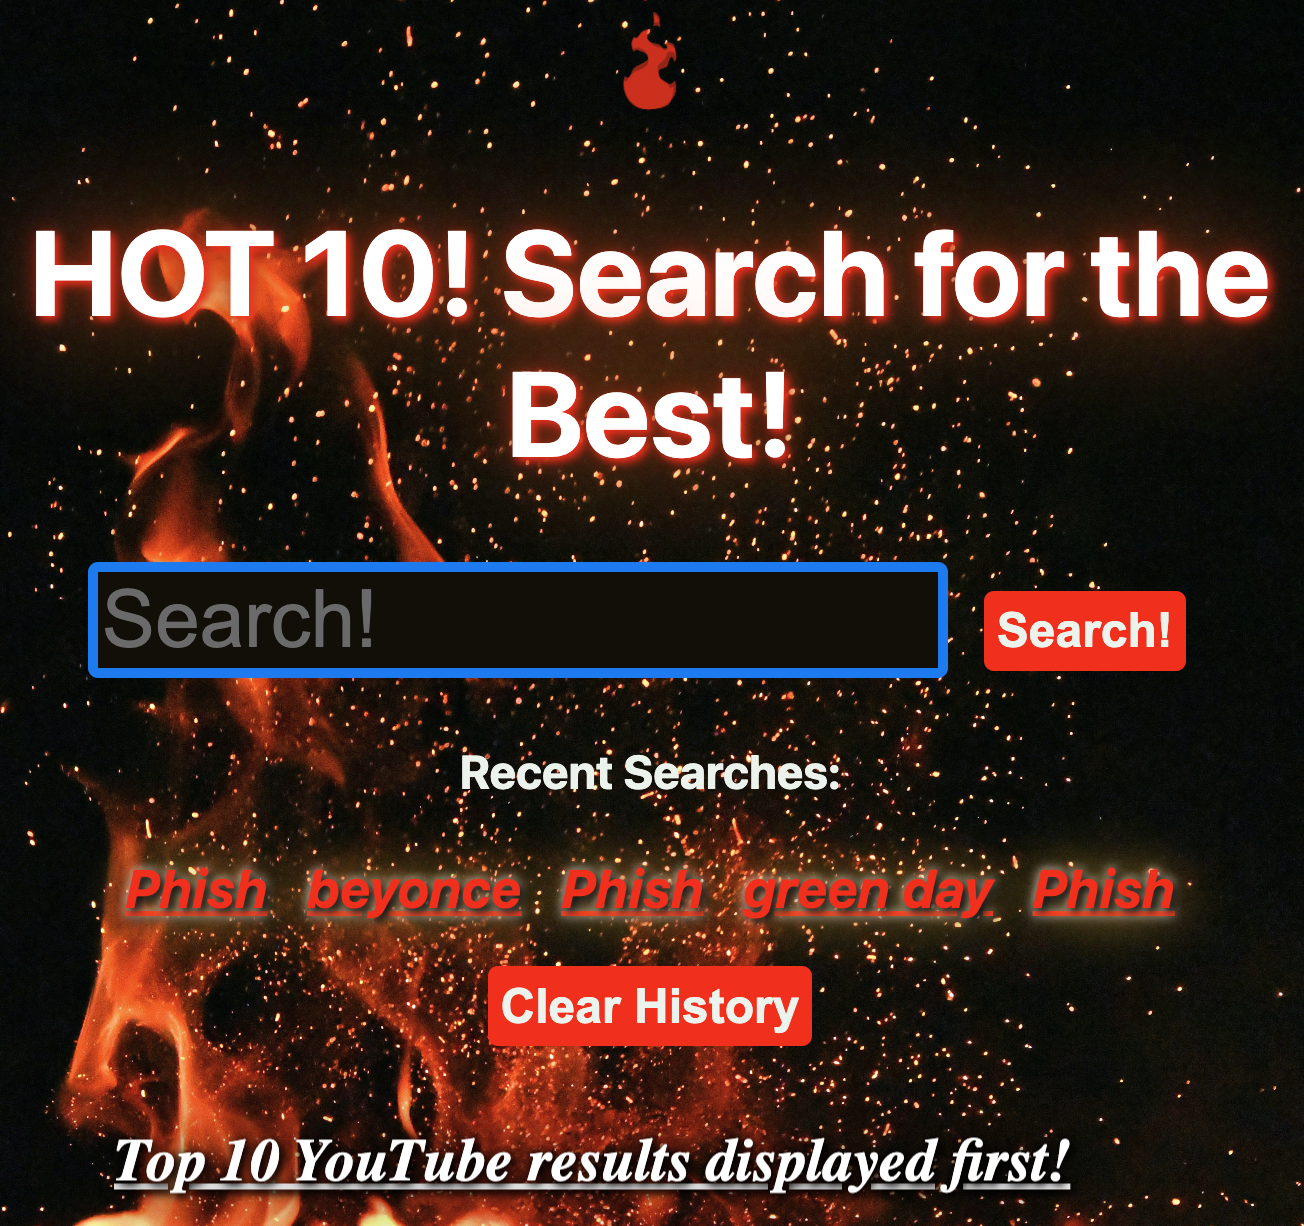 HOT 10! Search for the
Best!
Search!
Search!
Recent Searches:
Phish beyonce Phish green day Phish
Clear History
Top 10 YouTube results displayed first!